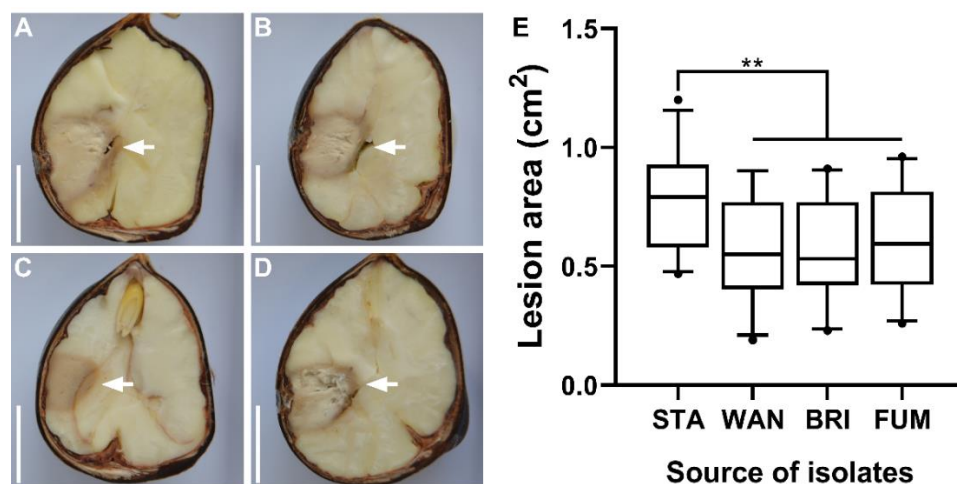 A
B
C
D
E
**
Lesion area (cm²)
1.5
1.0
0.5
0.0
STA WAN BRI FUM
Source of isolates